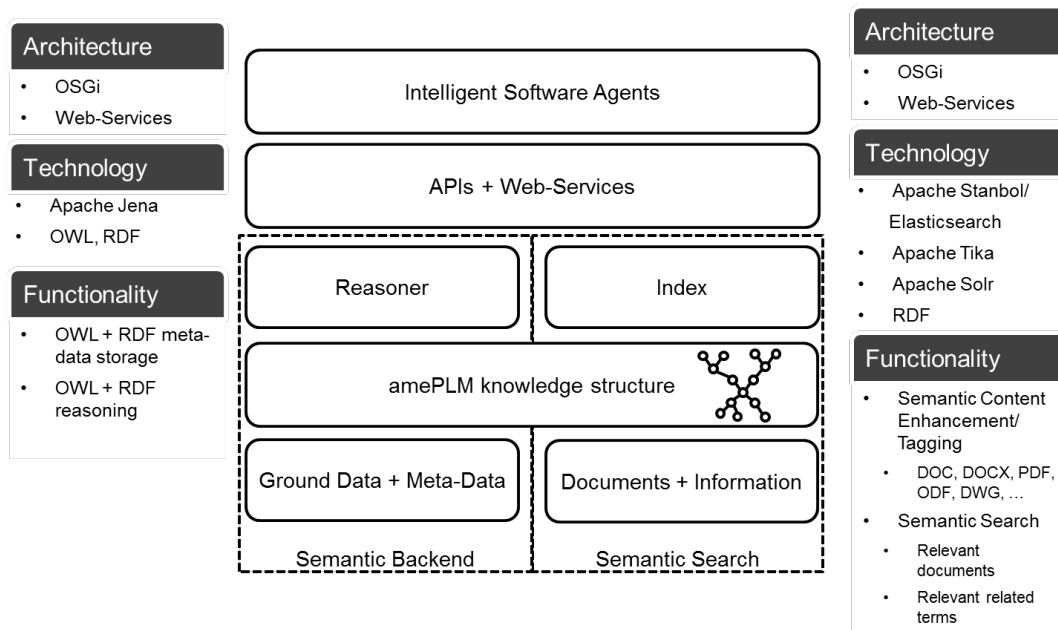 Architecture
• OSGi
• Web-Services
Technology
• Apache Jena
• OWL, RDF
Functionality
• OWL + RDF meta-
data storage
• OWL + RDF
reasoning
Intelligent Software Agents
APIs + Web-Services
Reasoner
Index
amePLM knowledge structure
Ground Data + Meta-Data
Documents + Information
Semantic Backend
Semantic Search
Architecture
• OSGi
• Web-Services
Technology
• Apache Stanbol/
Elasticsearch
• Apache Tika
• Apache Solr
• RDF
Functionality
• Semantic Content
Enhancement/
Tagging
• DOC, DOCX, PDF,
ODF, DWG, …
• Semantic Search
• Relevant
documents
• Relevant related
terms